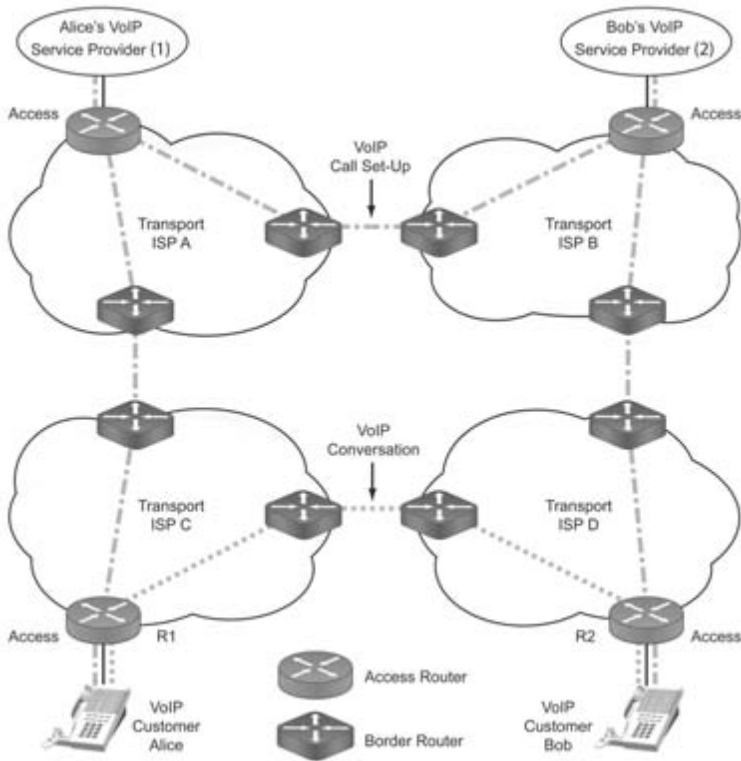 Alice's VoIP
Service Provider (1)
Bob's VoIP
Service Provider (2)
Access
Access
VoIP
Call Set-Up
Transport
ISP A
Transport
ISP B
VoIP
Conversation
Transport
ISP C
Transport
ISP D
Access
R1
R2
Access
Access Router
VoIP
Customer
Alice
VoIP
Customer
Bob
Border Router